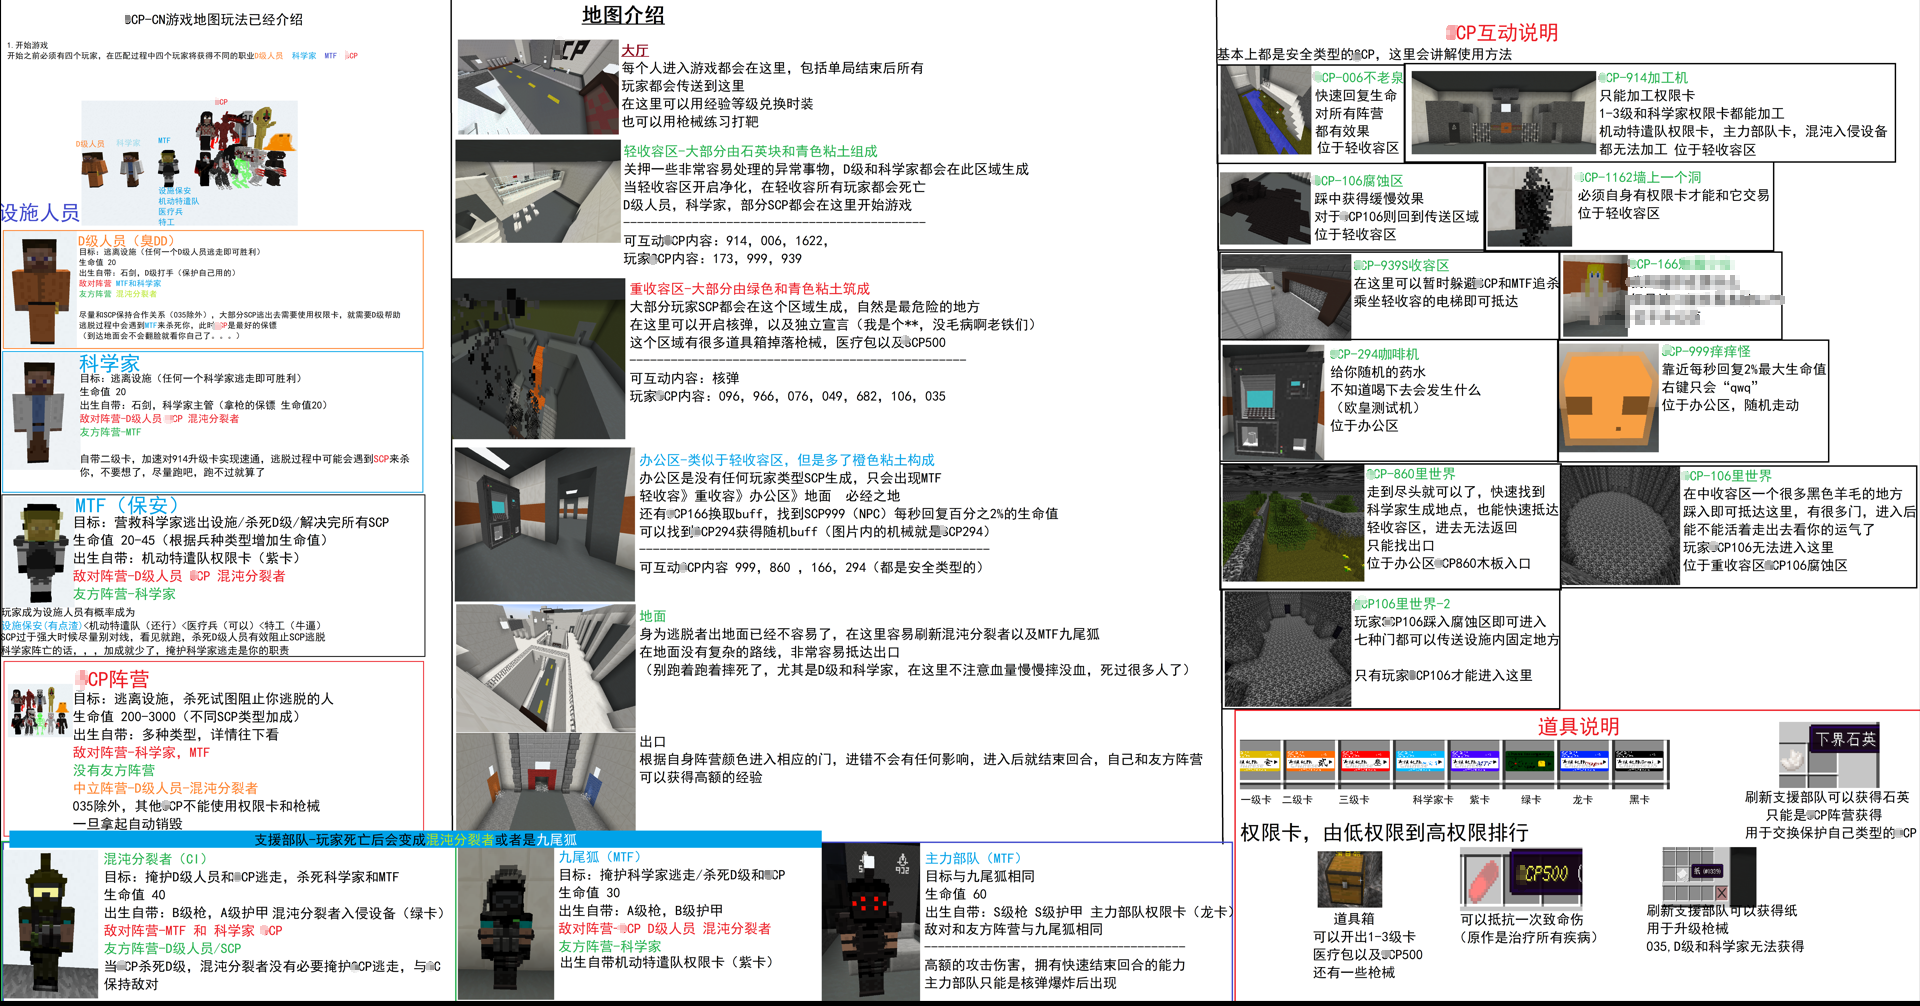 CP-CN游戏地图玩法已经介绍
1.开始游戏
开始之前必须有四个玩家，在匹配过程中四个玩家将获得不同的职业D级人员 科学家 MTF CP
CP
D级人员 科学家 MTF
设施保安
机动特遣队
医疗兵
特工
设施人员
D级人员（臭DD）
目标：逃离设施（任何一个D级人员逃走即可胜利）
生命值 20
出生自带：石剑，D级打手（保护自己用的）
敌对阵营 MTF和科学家
友方阵营 混沌分裂者
尽量和SCP保持合作关系（035除外），大部分SCP逃出去需要使用权限卡，就需要D级帮助
逃脱过程中会遇到MTF来杀死你，此时SCP是最好的保镖
（到达地面会不会翻脸就看你自己了。。。）
科学家
目标：逃离设施（任何一个科学家逃走即可胜利）
生命值 20
出生自带：石剑，科学家主管（拿枪的保镖 生命值20）
敌对阵营-D级人员 CP 混沌分裂者
友方阵营-MTF
自带二级卡，加速对914升级卡实现速通，逃脱过程中可能会遇到SCP来杀
你，不要想了，尽量跑吧，跑不过就算了
MTF（保安）
目标：营救科学家逃出设施/杀死D级/解决完所有SCP
生命值 20-45（根据兵种类型增加生命值）
出生自带：机动特遣队权限卡（紫卡）
敌对阵营-D级人员 CP 混沌分裂者
友方阵营-科学家
玩家成为设施人员有概率成为
设施保安(有点渣)<机动特遣队（还行）<医疗兵（可以）<特工（牛逼）
SCP过于强大时候尽量别对线，看见就跑，杀死D级人员有效阻止SCP逃脱
科学家阵亡的话，，，加成就少了，掩护科学家逃走是你的职责
CP阵营
目标：逃离设施，杀死试图阻止你逃脱的人
生命值 200-3000（不同SCP类型加成）
出生自带：多种类型，详情往下看
敌对阵营-科学家，MTF
没有友方阵营
中立阵营-D级人员-混沌分裂者
035除外，其他CP不能使用权限卡和枪械
一旦拿起自动销毁
支援部队-玩家死亡后会变成混沌分裂者或者是九尾狐
混沌分裂者（CI）
目标：掩护D级人员和CP逃走，杀死科学家和MTF
生命值 40
出生自带：B级枪，A级护甲 混沌分裂者入侵设备（绿卡）
敌对阵营-MTF 和 科学家 CP
友方阵营-D级人员/SCP
当CP杀死D级，混沌分裂者没有必要掩护CP逃走，与C
保持敌对
九尾狐（MTF）
目标：掩护科学家逃走/杀死D级和CP
生命值 30
出生自带：A级枪，B级护甲
敌对阵营-CP D级人员 混沌分裂者
友方阵营-科学家
出生自带机动特遣队权限卡（紫卡）
主力部队（MTF）
目标与九尾狐相同
生命值 60
出生自带：S级枪 S级护甲 主力部队权限卡（龙卡）
敌对和友方阵营与九尾狐相同
高额的攻击伤害，拥有快速结束回合的能力
主力部队只能是核弹爆炸后出现
地图介绍
大厅
每个人进入游戏都会在这里，包括单局结束后所有
玩家都会传送到这里
在这里可以用经验等级兑换时装
也可以用枪械练习打靶
轻收容区-大部分由石英块和青色粘土组成
关押一些非常容易处理的异常事物，D级和科学家都会在此区域生成
当轻收容区开启净化，在轻收容所有玩家都会死亡
D级人员，科学家，部分SCP都会在这里开始游戏
可互动CP内容：914，006，1622，
玩家CP内容：173，999，939
重收容区-大部分由绿色和青色粘土筑成
大部分玩家SCP都会在这个区域生成，自然是最危险的地方
在这里可以开启核弹，以及独立宣言（我是个**，没毛病啊老铁们）
这个区域有很多道具箱掉落枪械，医疗包以及CP500
可互动内容：核弹
玩家CP内容：096，966，076，049，682，106，035
办公区-类似于轻收容区，但是多了橙色粘土构成
办公区是没有任何玩家类型SCP生成，只会出现MTF
轻收容》重收容》办公区》地面 必经之地
还有CP166换取buff，找到SCP999（NPC）每秒回复百分之2%的生命值
可以找到CP294获得随机buff（图片内的机械就是SCP294）
可互动CP内容 999，860 ，166，294（都是安全类型的）
地面
身为逃脱者出地面已经不容易了，在这里容易刷新混沌分裂者以及MTF九尾狐
在地面没有复杂的路线，非常容易抵达出口
（别跑着跑着摔死了，尤其是D级和科学家，在这里不注意血量慢慢摔没血，死过很多人了）
出口
根据自身阵营颜色进入相应的门，进错不会有任何影响，进入后就结束回合，自己和友方阵营
可以获得高额的经验
CP互动说明
基本上都是安全类型的CP，这里会讲解使用方法
CP-006不老泉
快速回复生命
对所有阵营
都有效果
位于轻收容区
CP-914加工机
只能加工权限卡
1-3级和科学家权限卡都能加工
机动特遣队权限卡，主力部队卡，混沌入侵设备
都无法加工 位于轻收容区
CP-106腐蚀区
踩中获得缓慢效果
对于CP106则回到传送区域
位于轻收容区
CP-1162墙上一个洞
必须自身有权限卡才能和它交易
位于轻收容区
CP-939S收容区
在这里可以暂时躲避CP和MTF追杀
乘坐轻收容的电梯即可抵达
CP-166
CP-294咖啡机
给你随机的药水
不知道喝下去会发生什么
（欧皇测试机）
位于办公区
CP-999痒痒怪
靠近每秒回复2%最大生命值
右键只会“qwq”
位于办公区，随机走动
CP-860里世界
走到尽头就可以了，快速找到
科学家生成地点，也能快速抵达
轻收容区，进去无法返回
只能找出口
位于办公区CP860木板入口
CP-106里世界
在中收容区一个很多黑色羊毛的地方
踩入即可抵达这里，有很多门，进入后
能不能活着走出去看你的运气了
玩家CP106无法进入这里
位于重收容区CP106腐蚀区
CP106里世界-2
玩家CP106踩入腐蚀区即可进入
七种门都可以传送设施内固定地方
只有玩家CP106才能进入这里
道具说明
一级卡 二级卡 三级卡 科学家卡 紫卡 绿卡 龙卡 黑卡
权限卡，由低权限到高权限排行
下界石英
刷新支援部队可以获得石英
只能是CP阵营获得
用于交换保护自己类型的CP
道具箱
可以开出1-3级卡
医疗包以及CP500
还有一些枪械
CP500 (
可以抵抗一次致命伤
（原作是治疗所有疾病）
纸 (#0339)
刷新支援部队可以获得纸
用于升级枪械
035,D级和科学家无法获得